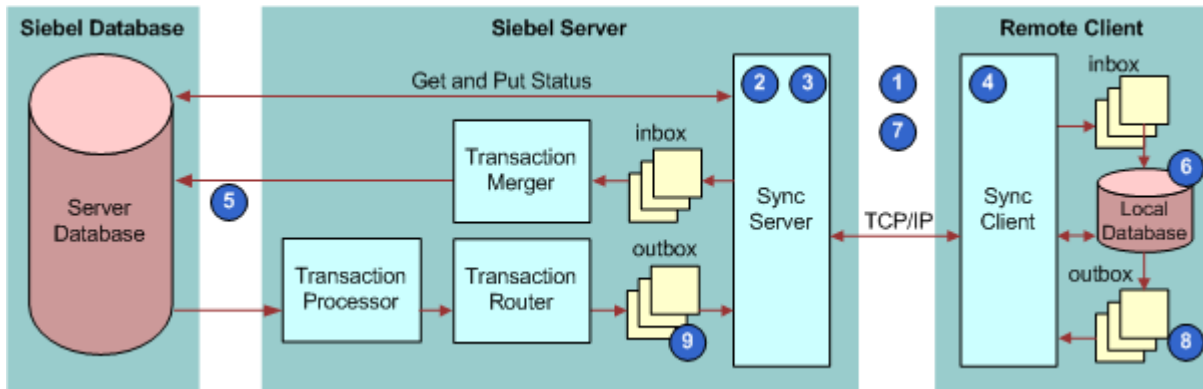 Siebel Database
Siebel Server
Remote Client
Get and Put Status
2
3
1
7
4
inbox
inbox
Transaction
Merger
6
5
Server
Database
Sync
Server
TCP/IP
Sync
Client
Local
Database
Transaction
Processor
Transaction
Router
outbox
outbox
9
8